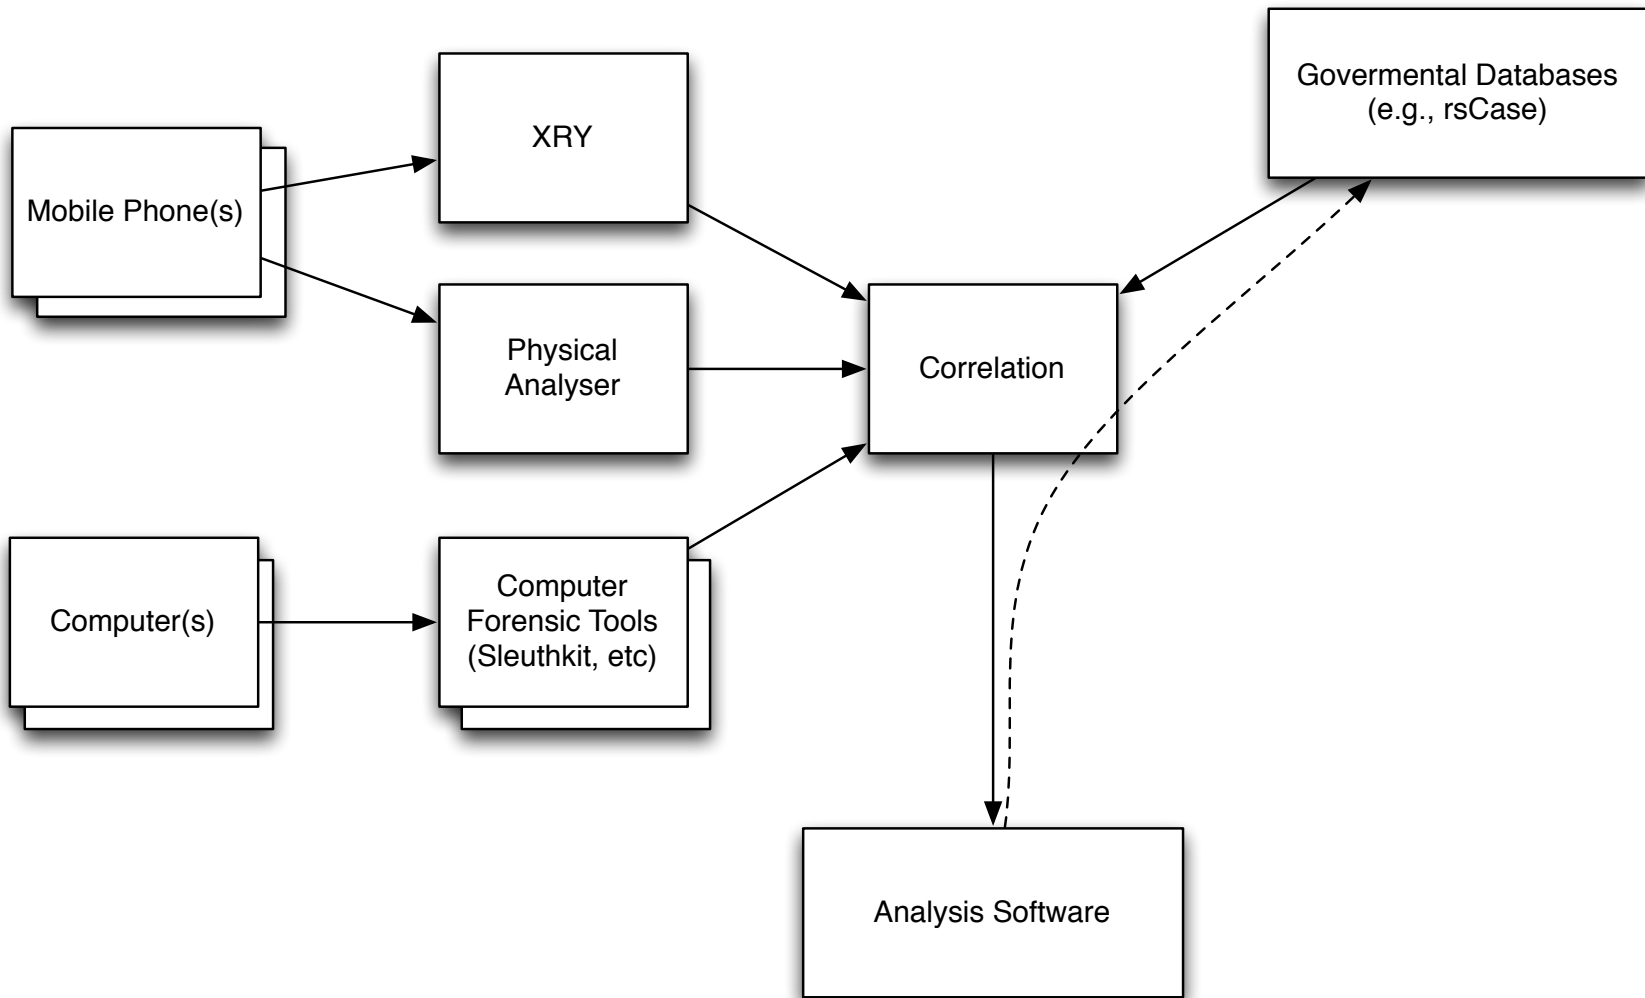 XRY
Govermental Databases
(e.g., rsCase)
Mobile Phone(s)
Physical
Analyser
Correlation
Computer(s)
Computer
Forensic Tools
(Sleuthkit, etc)
Analysis Software